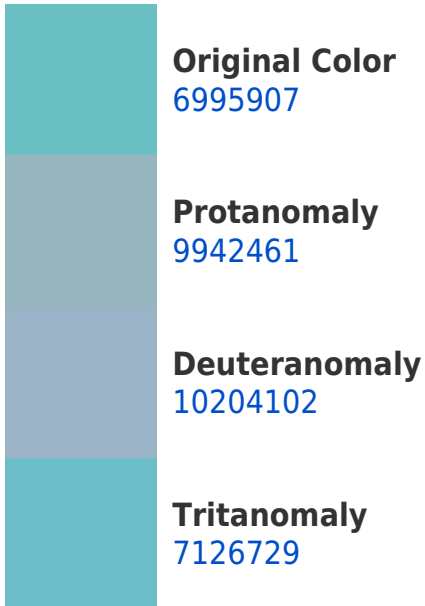 Original Color
6995907
Protanomaly
9942461
Deuteranomaly
10204102
Tritanomaly
7126729